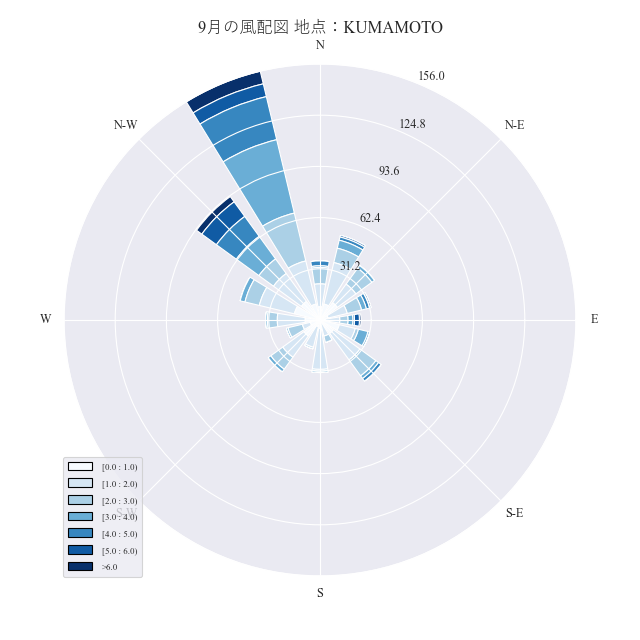 9月の風配図 地点：KUMAMOTO
N
156.0
N-W
N-E
124.8
93.6
62.4
31.2
W
E
[0.0 : 1.0)
[1.0 : 2.0)
[2.0 : 3.0)
[3.0 : 4.0)
[4.0 : 5.0)
[5.0 : 6.0)
>6.0
S-W
S-E
S